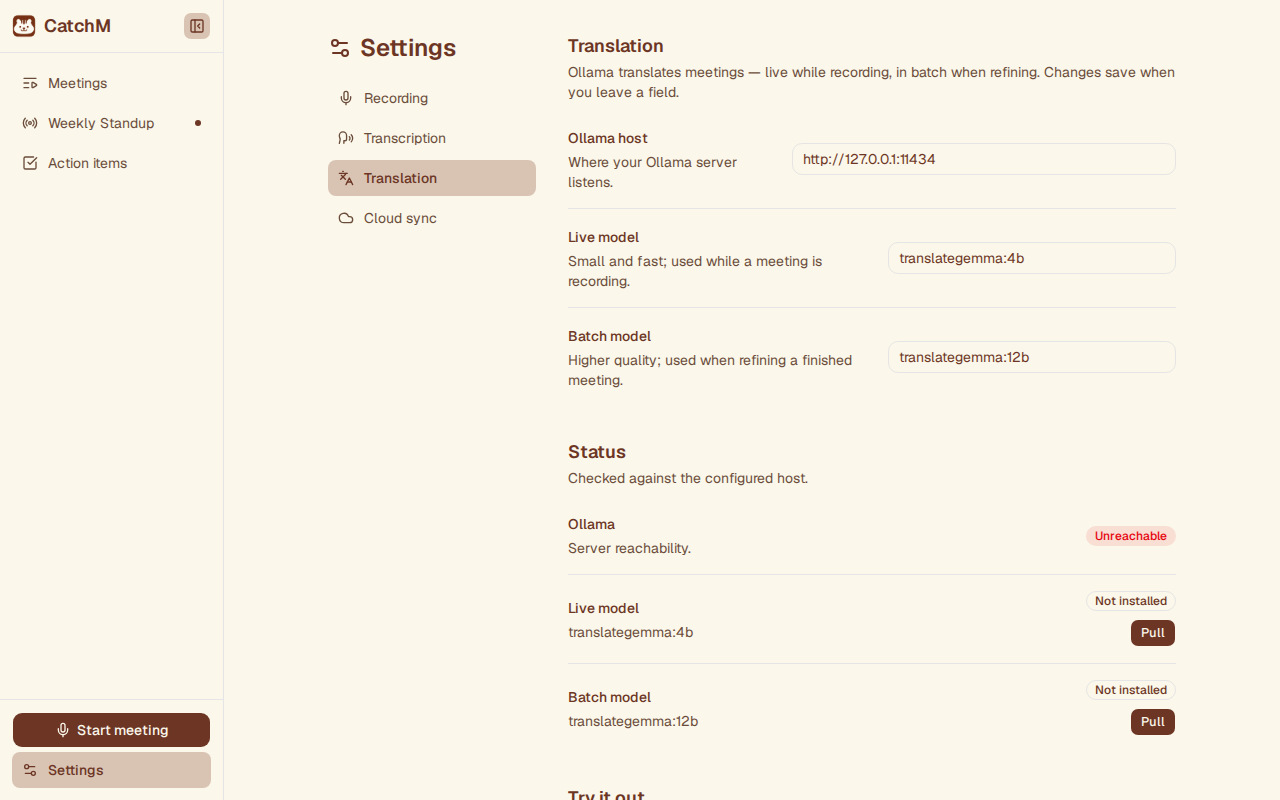 CatchM
Meetings
Weekly Standup
Action items
Start meeting
Settings
Settings
Recording
Transcription
Translation
Cloud sync
Translation
Ollama translates meetings — live while recording, in batch when refining. Changes save when
you leave a field.
Ollama host
Where your Ollama server
listens.
http://127.0.0.1:11434
Live model
Small and fast; used while a meeting is
recording.
translategemma:4b
Batch model
Higher quality; used when refining a finished
meeting.
translategemma:12b
Status
Checked against the configured host.
Ollama
Server reachability.
Unreachable
Live model
translategemma:4b
Not installed
Pull
Batch model
translategemma:12b
Not installed
Pull
Try it out